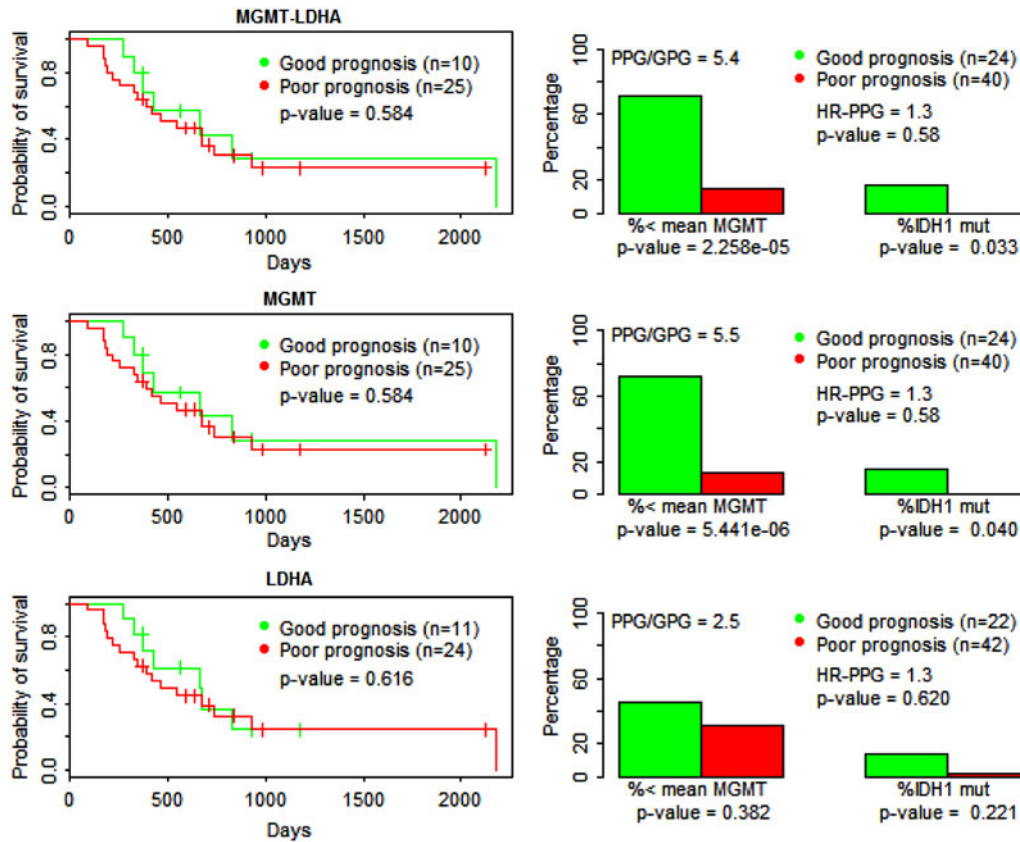 MGMT-LDHA
Probability of survival
0.0 0.4 0.8
Good prognosis (n=10)
Poor prognosis (n=25)
p-value = 0.584
0 500 1000 1500 2000
Days
Percentage
0 20 60 100
PPG/GPG = 5.4
Good prognosis (n=24)
Poor prognosis (n=40)
HR-PPG = 1.3
p-value = 0.58
%< mean MGMT %IDH1 mut
p-value = 2.258e-05 p-value = 0.033
MGMT
Probability of survival
0.0 0.4 0.8
Good prognosis (n=10)
Poor prognosis (n=25)
p-value = 0.584
0 500 1000 1500 2000
Days
Percentage
0 20 60 100
PPG/GPG = 5.5
Good prognosis (n=24)
Poor prognosis (n=40)
HR-PPG = 1.3
p-value = 0.58
%< mean MGMT %IDH1 mut
p-value = 5.441e-06 p-value = 0.040
LDHA
Probability of survival
0.0 0.4 0.8
Good prognosis (n=11)
Poor prognosis (n=24)
p-value = 0.616
0 500 1000 1500 2000
Days
Percentage
0 20 60 100
PPG/GPG = 2.5
Good prognosis (n=22)
Poor prognosis (n=42)
HR-PPG = 1.3
p-value = 0.620
%< mean MGMT %IDH1 mut
p-value = 0.382 p-value = 0.221